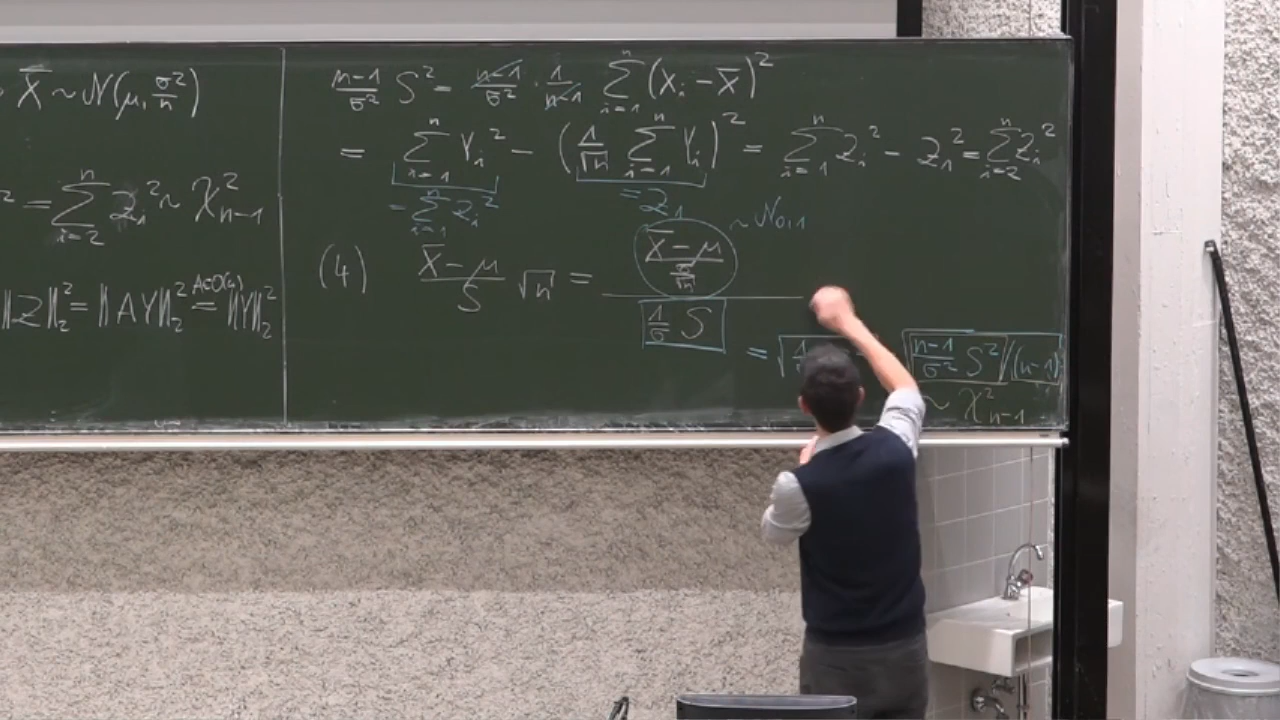 X̄ ~ N(μ, σ²/n)
² = Σ_{i=2}^{n} Z_i² ~ χ²_{n-1}
‖Z‖₂² = ‖AY‖₂² =^{A∈O(n)} ‖Y‖₂²
(n-1)/σ² S² = (n-1)/σ² · 1/(n-1) Σ_{i=1}^{n} (X_i - X̄)²
= Σ_{i=1}^{n} Y_i² - (1/√n Σ_{i=1}^{n} Y_i)² = Σ_{i=1}^{n} Z_i² - Z_1² = Σ_{i=2}^{n} Z_i²
= Σ_{i=1}^{n} Z_i² = Z_1
~ N_{0,1}
(4) (X̄ - μ)/S √n = ((X̄ - μ)/(σ/√n)) / (1/σ S)
= √(1/ √((n-1)/σ² S² /(n-1))
~ χ²_{n-1}